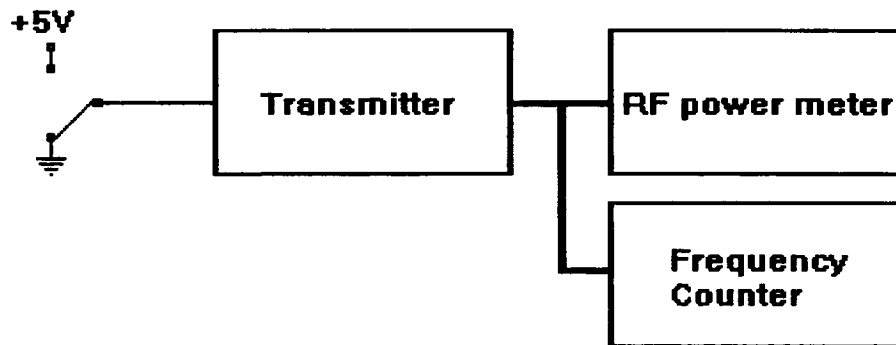 +5V
Transmitter
RF power meter
Frequency
Counter